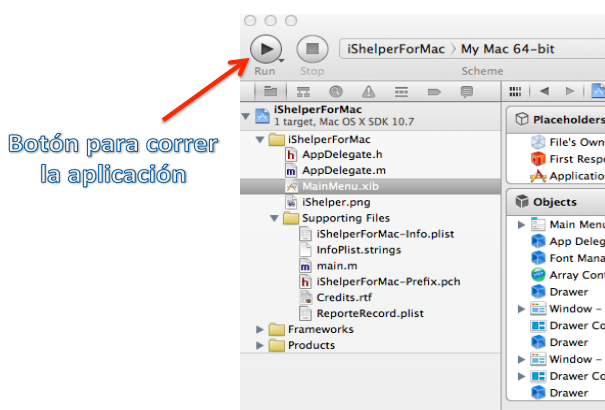 iShelperForMac 〉 My Mac 64-bit
Run
Stop
Scheme
Botón para correr
la aplicación
iShelperForMac
1 target, Mac OS X SDK 10.7
iShelperForMac
h AppDelegate.h
m AppDelegate.m
MainMenu.xib
iShelper.png
Supporting Files
iShelperForMac-Info.plist
InfoPlist.strings
m main.m
h iShelperForMac-Prefix.pch
Credits.rtf
ReporteRecord.plist
Frameworks
Products
Placeholders
File's Own
First Resp
Applicatio
Objects
Main Menu
App Deleg
Font Mana
Array Cont
Drawer
Window –
Drawer Co
Drawer
Window –
Drawer Co
Drawer